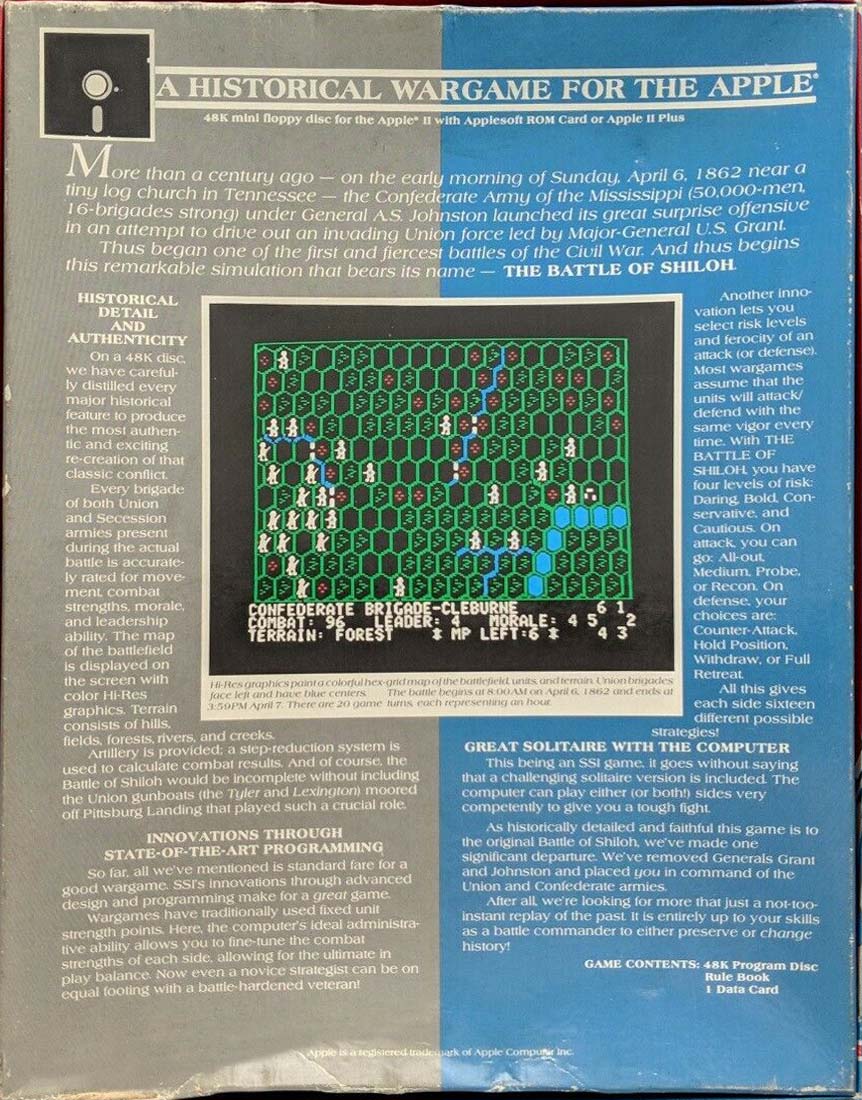 A HISTORICAL WARGAME FOR THE APPLE®
48K mini floppy disc for the Apple® II with Applesoft ROM Card or Apple II Plus
More than a century ago — on the early morning of Sunday, April 6, 1862 near a
tiny log church in Tennessee — the Confederate Army of the Mississippi (50,000-men,
16-brigades strong) under General A.S. Johnston launched its great surprise offensive
in an attempt to drive out an invading Union force led by Major-General U.S. Grant.
Thus began one of the first and fiercest battles of the Civil War. And thus begins
this remarkable simulation that bears its name — THE BATTLE OF SHILOH.
HISTORICAL
DETAIL
AND
AUTHENTICITY
On a 48K disc,
we have careful-
ly distilled every
major historical
feature to produce
the most authen-
tic and exciting
re-creation of that
classic conflict.
Every brigade
of both Union
and Secession
armies present
during the actual
battle is accurate-
ly rated for move-
ment, combat
strengths, morale,
and leadership
ability. The map
of the battlefield
is displayed on
the screen with
color Hi-Res
graphics. Terrain
consists of hills,
fields, forests, rivers, and creeks.
Artillery is provided; a step-reduction system is
used to calculate combat results. And of course, the
Battle of Shiloh would be incomplete without including
the Union gunboats (the Tyler and Lexington) moored
off Pittsburg Landing that played such a crucial role.
INNOVATIONS THROUGH
STATE-OF-THE-ART PROGRAMMING
So far, all we've mentioned is standard fare for a
good wargame. SSI's innovations through advanced
design and programming make for a great game.
Wargames have traditionally used fixed unit
strength points. Here, the computer's ideal administra-
tive ability allows you to fine-tune the combat
strengths of each side, allowing for the ultimate in
play balance. Now even a novice strategist can be on
equal footing with a battle-hardened veteran!
CONFEDERATE BRIGADE-CLEBURNE 6 1
COMBAT: 96 LEADER: 4 MORALE: 4 5 2
TERRAIN: FOREST * MP LEFT:6 * 4 3
Hi-Res graphics paint a colorful hex-grid map of the battlefield, units, and terrain. Union brigades
face left and have blue centers. The battle begins at 8:00AM on April 6, 1862 and ends at
3:59PM April 7. There are 20 game turns, each representing an hour.
Another inno-
vation lets you
select risk levels
and ferocity of an
attack (or defense).
Most wargames
assume that the
units will attack/
defend with the
same vigor every
time. With THE
BATTLE OF
SHILOH, you have
four levels of risk:
Daring, Bold, Con-
servative, and
Cautious. On
attack, you can
go: All-out,
Medium, Probe,
or Recon. On
defense, your
choices are:
Counter-Attack,
Hold Position,
Withdraw, or Full
Retreat.
All this gives
each side sixteen
different possible
strategies!
GREAT SOLITAIRE WITH THE COMPUTER
This being an SSI game, it goes without saying
that a challenging solitaire version is included. The
computer can play either (or both!) sides very
competently to give you a tough fight.
As historically detailed and faithful this game is to
the original Battle of Shiloh, we've made one
significant departure. We've removed Generals Grant
and Johnston and placed you in command of the
Union and Confederate armies.
After all, we're looking for more that just a not-too-
instant replay of the past. It is entirely up to your skills
as a battle commander to either preserve or change
history!
GAME CONTENTS: 48K Program Disc
Rule Book
1 Data Card
Apple is a registered trademark of Apple Computer Inc.